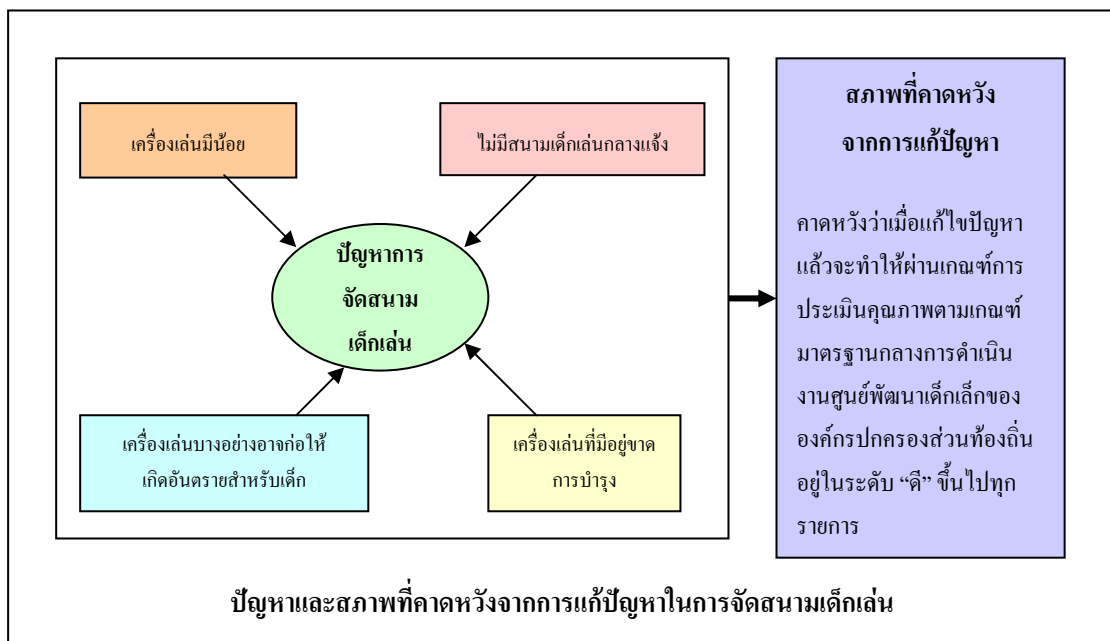 เครื่องเล่นมีน้อย
ไม่มีสนามเด็กเล่นกลางแจ้ง
ปัญหาการ
จัดสนาม
เด็กเล่น
เครื่องเล่นบางอย่างอาจก่อให้
เกิดอันตรายสำหรับเด็ก
เครื่องเล่นที่มีอยู่ขาด
การบำรุง
สภาพที่คาดหวัง
จากการแก้ปัญหา
คาดหวังว่าเมื่อแก้ไขปัญหา
แล้วจะทำให้ผ่านเกณฑ์การ
ประเมินคุณภาพตามเกณฑ์
มาตรฐานกลางการดำเนิน
งานศูนย์พัฒนาเด็กเล็กของ
องค์กรปกครองส่วนท้องถิ่น
อยู่ในระดับ “ดี” ขึ้นไปทุก
รายการ
ปัญหาและสภาพที่คาดหวังจากการแก้ปัญหาในการจัดสนามเด็กเล่น